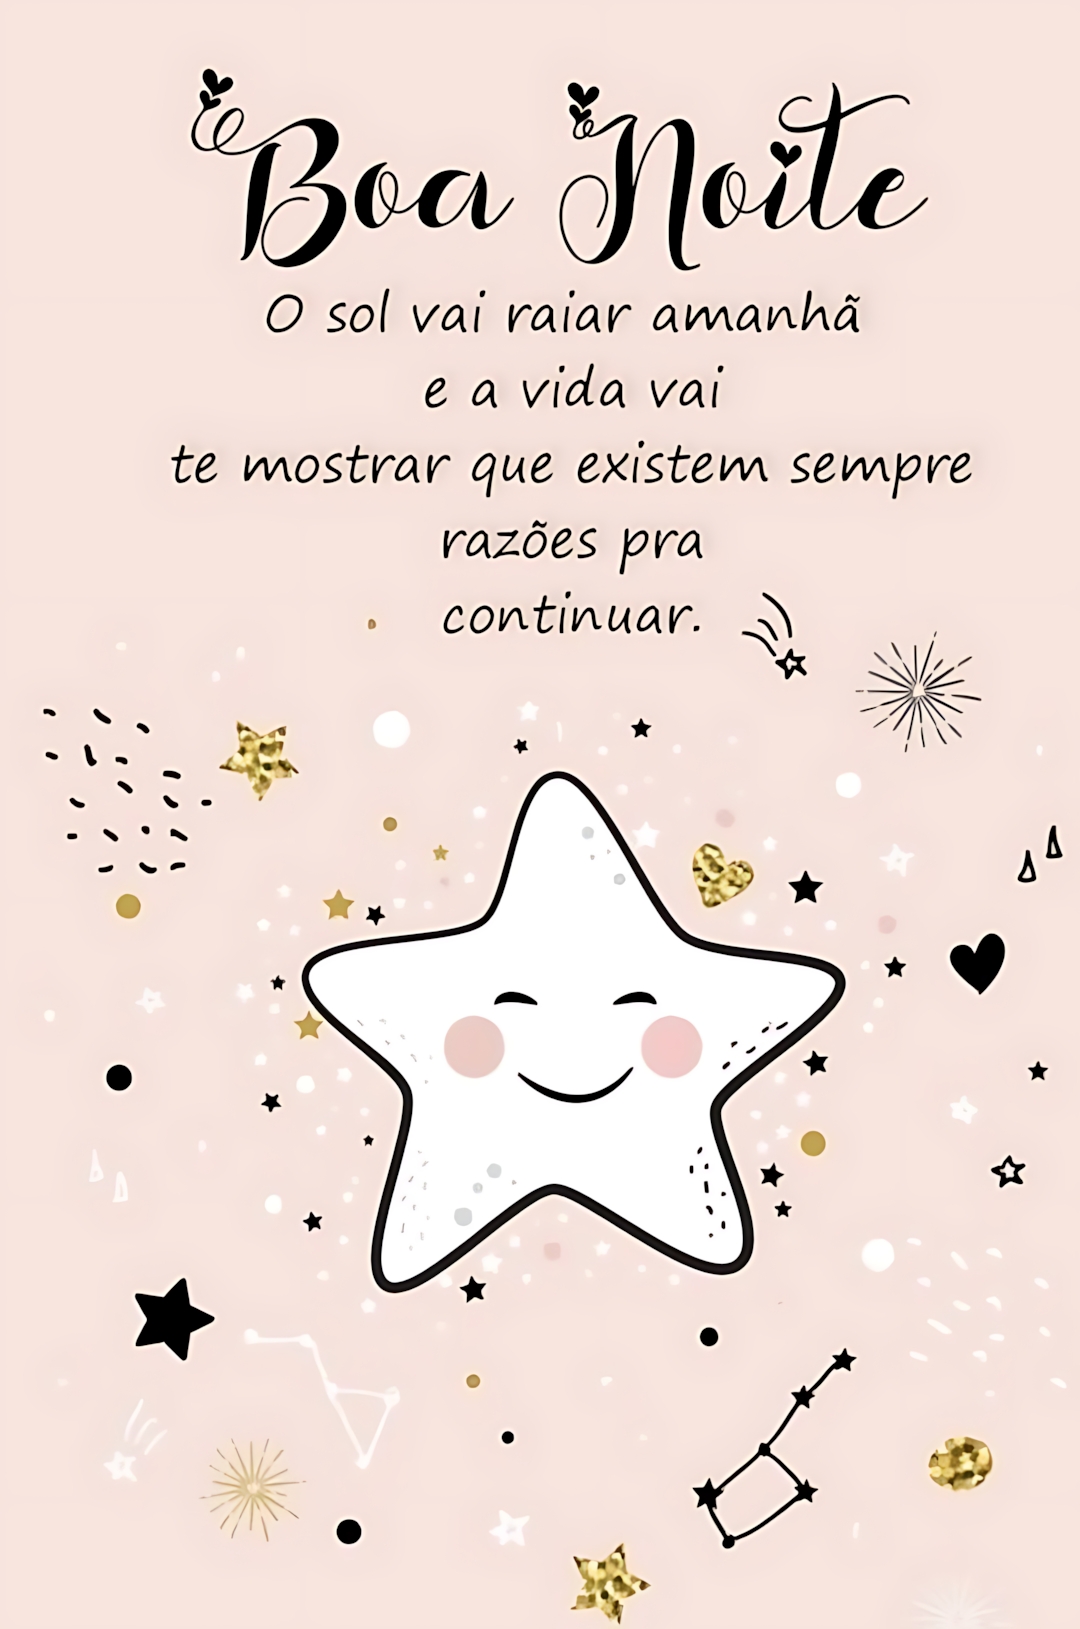 Boa Noite
O sol vai raiar amanhã
e a vida vai
te mostrar que existem sempre
razões pra
continuar.